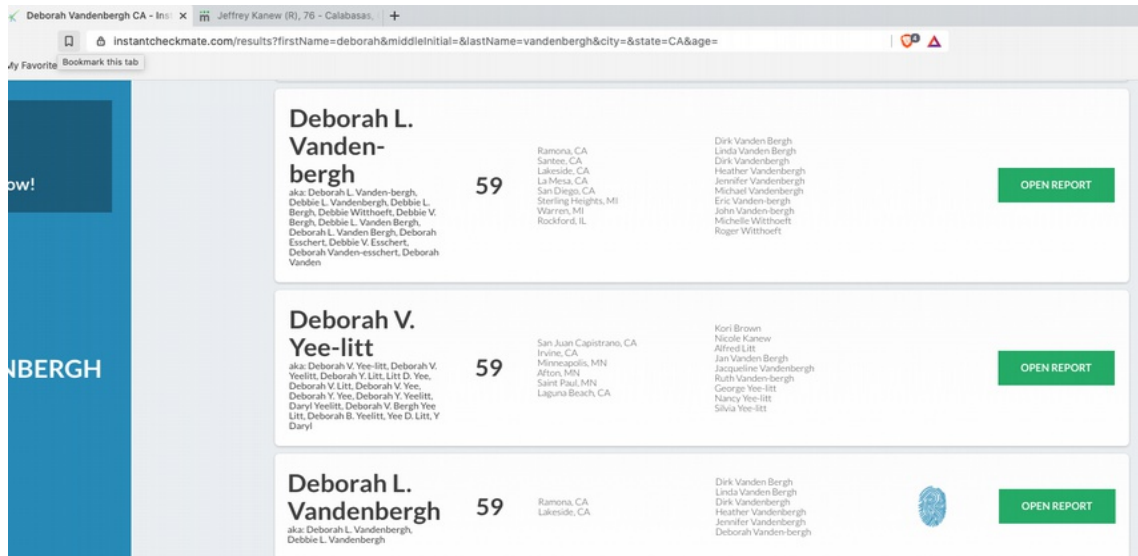 Deborah Vandenbergh CA - Ins
Jeffrey Kanew (R), 76 - Calabasas,
instantcheckmate.com/results?firstName=deborah&middleInitial=&lastName=vandenbergh&city=&state=CA&age=
My Favorite
Bookmark this tab
ow!
NBERGH
Deborah L.
Vanden-
bergh
aka: Deborah L. Vanden-bergh,
Debbie L. Vandenbergh, Debbie L.
Bergh, Debbie Witthoeft, Debbie V.
Bergh, Debbie L. Vanden Bergh,
Deborah L. Vanden Bergh, Deborah
Esschert, Debbie V. Esschert,
Deborah Vanden-esschert, Deborah
Vanden
59
Ramona, CA
Santee, CA
Lakeside, CA
La Mesa, CA
San Diego, CA
Sterling Heights, MI
Warren, MI
Rockford, IL
Dirk Vanden Bergh
Linda Vanden Bergh
Dirk Vandenbergh
Heather Vandenbergh
Jennifer Vandenbergh
Michael Vandenbergh
Eric Vanden-bergh
John Vanden-bergh
Michelle Witthoeft
Roger Witthoeft
OPEN REPORT
Deborah V.
Yee-litt
aka: Deborah V. Yee-litt, Deborah V.
Yeelitt, Deborah Y. Litt, Litt D. Yee,
Deborah V. Litt, Deborah V. Yee,
Deborah Y. Yee, Deborah Y. Yeelitt,
Daryl Yeelitt, Deborah V. Bergh Yee
Litt, Deborah B. Yeelitt, Yee D. Litt, Y
Daryl
59
San Juan Capistrano, CA
Irvine, CA
Minneapolis, MN
Afton, MN
Saint Paul, MN
Laguna Beach, CA
Kori Brown
Nicole Kanew
Alfred Litt
Jan Vanden Bergh
Jacqueline Vandenbergh
Ruth Vanden-bergh
George Yee-litt
Nancy Yee-litt
Silvia Yee-litt
OPEN REPORT
Deborah L.
Vandenbergh
aka: Deborah L. Vandenbergh,
Debbie L. Vandenbergh
59
Ramona, CA
Lakeside, CA
Dirk Vanden Bergh
Linda Vanden Bergh
Dirk Vandenbergh
Heather Vandenbergh
Jennifer Vandenbergh
Deborah Vanden-bergh
OPEN REPORT